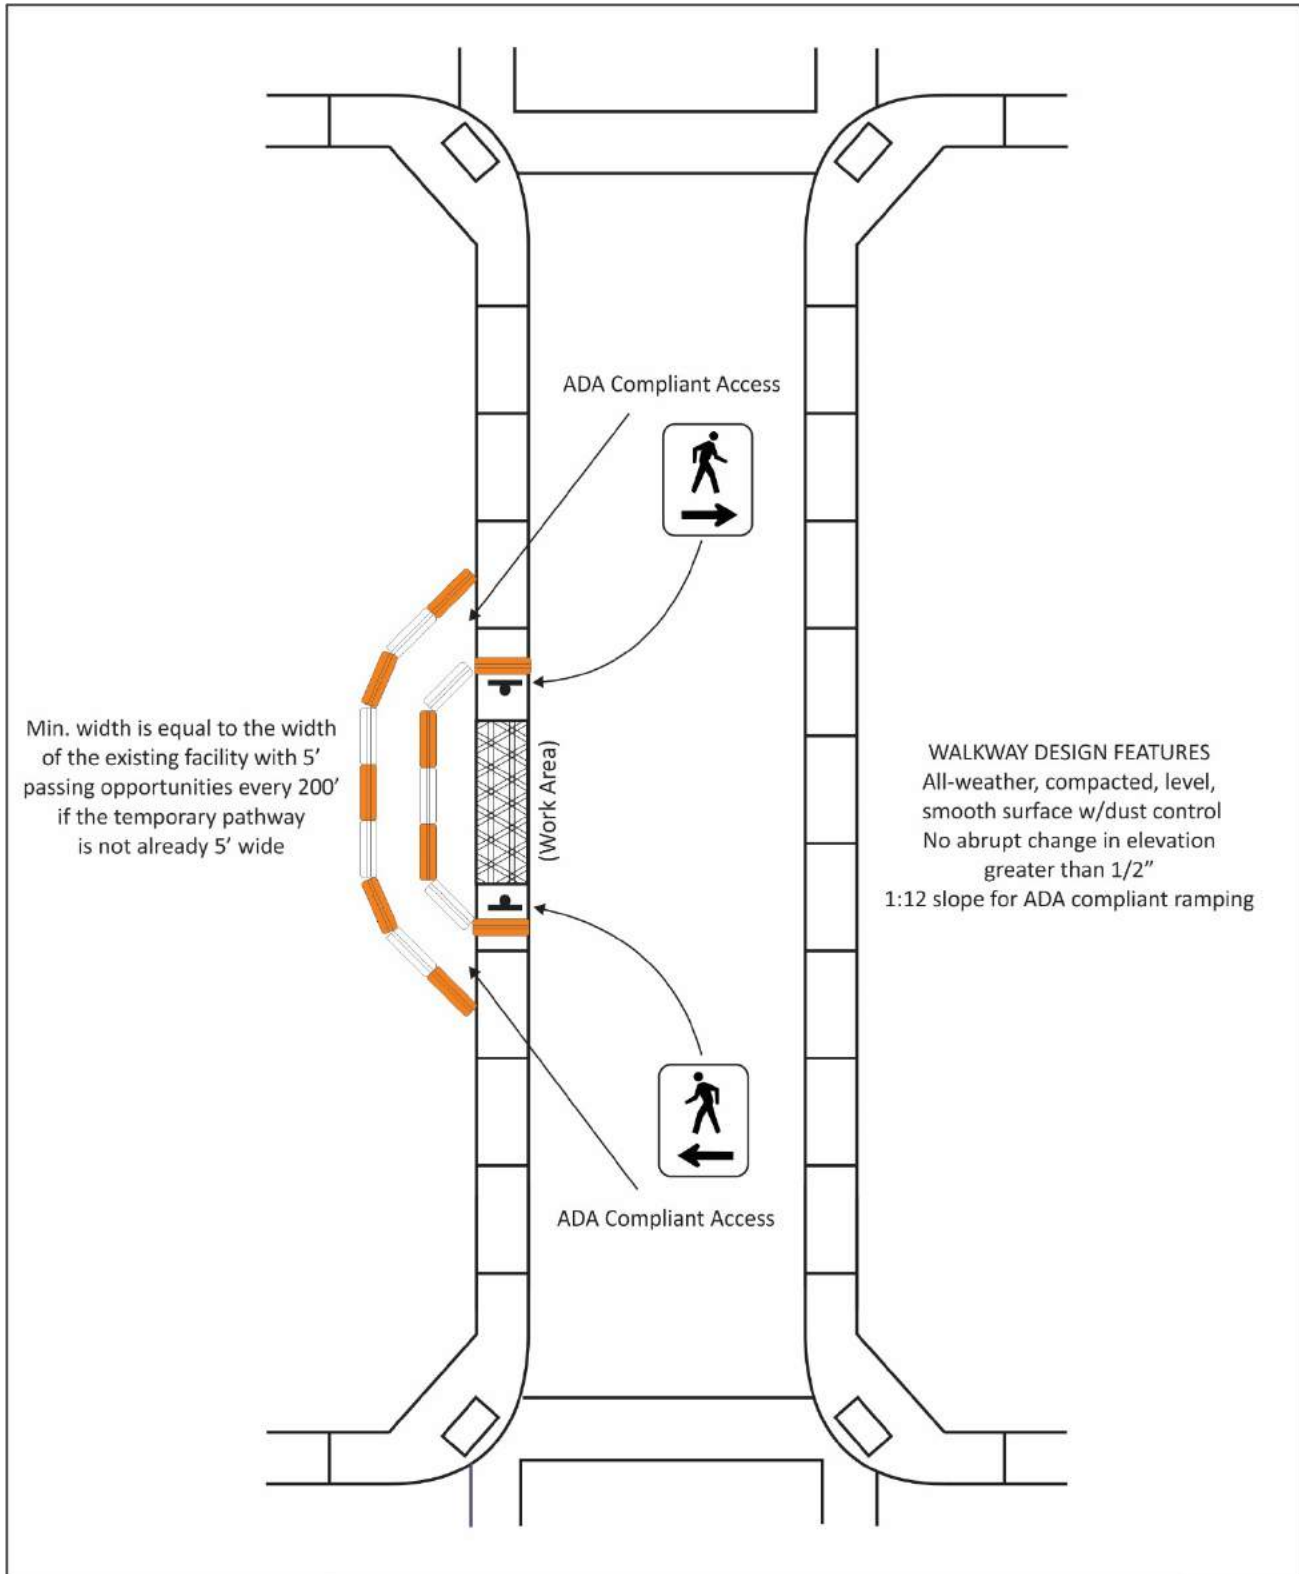 ADA Compliant Access
Min. width is equal to the width
of the existing facility with 5’
passing opportunities every 200’
if the temporary pathway
is not already 5’ wide
(Work Area)
WALKWAY DESIGN FEATURES
All-weather, compacted, level,
smooth surface w/dust control
No abrupt change in elevation
greater than 1/2”
1:12 slope for ADA compliant ramping
ADA Compliant Access